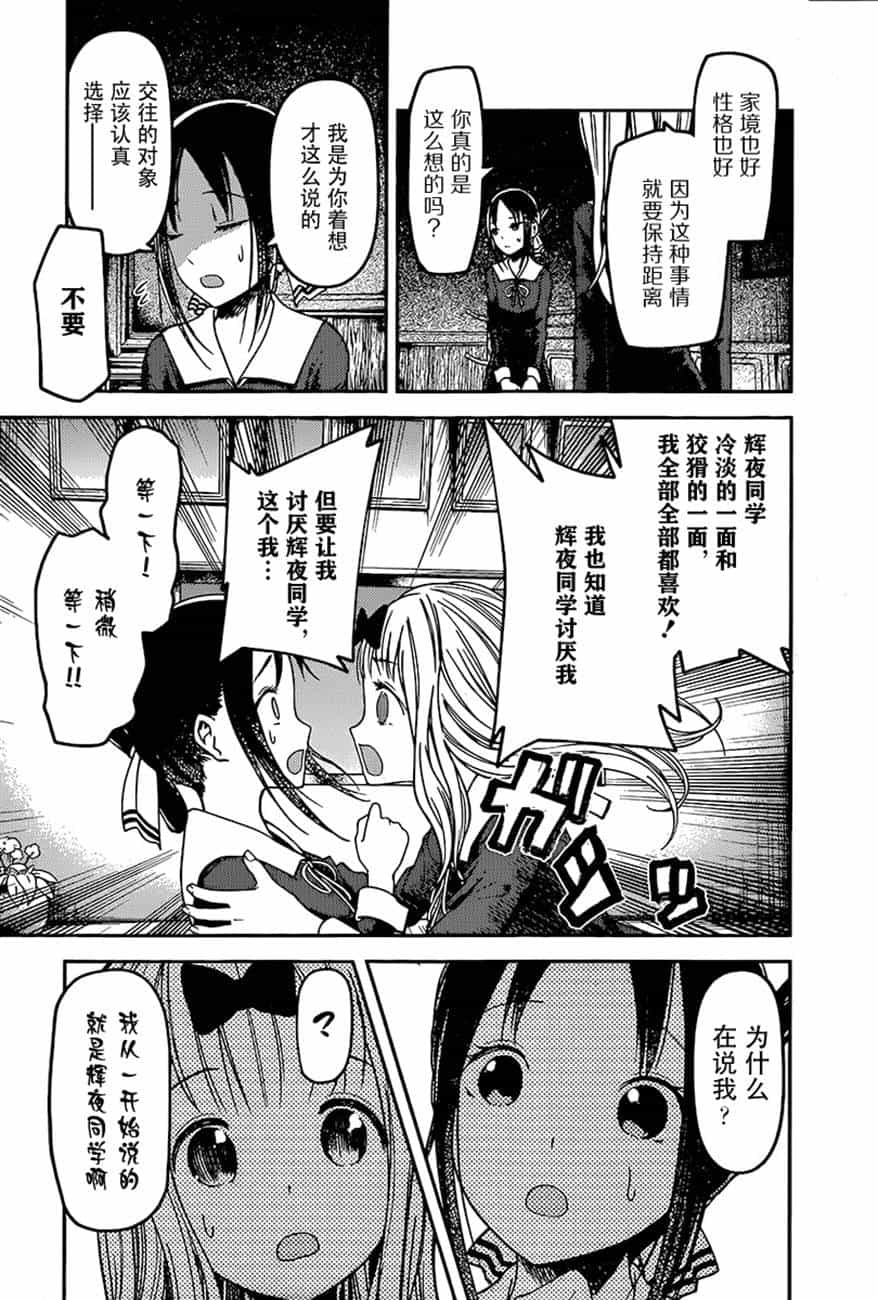 家境也好
性格也好
因为这种事情
就要保持距离
你真的是
这么想的吗？
我是为你着想
才这么说的
交往的对象
应该认真
选择——
不要
辉夜同学
冷淡的一面和
狡猾的一面，
我全部全部都喜欢！
我也知道
辉夜同学讨厌我
但要让我
讨厌辉夜同学，
这个我…
等一下！
稍微
等一下!!
ガバッ
为什么
在说我？
？
我从一开始说的
就是辉夜同学啊